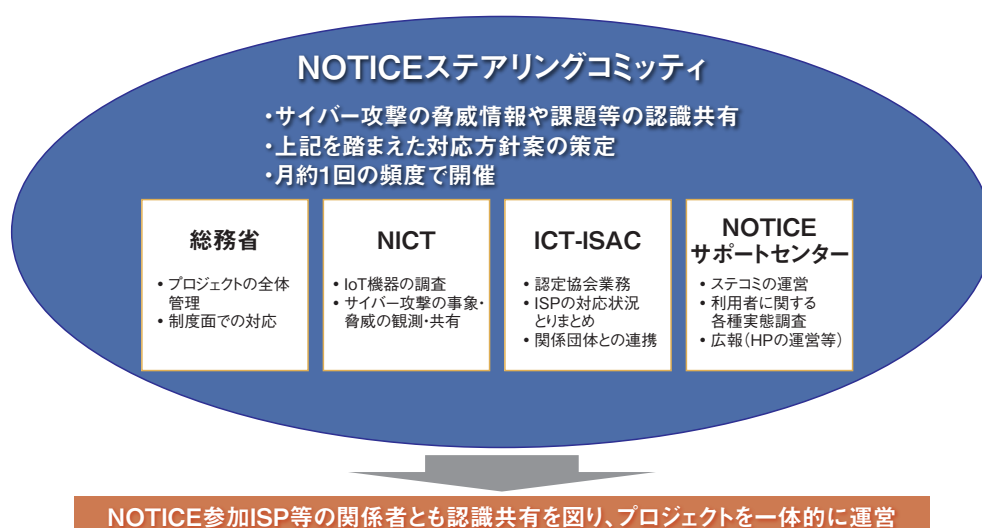 NOTICEステアリングコミッティ
・サイバー攻撃の脅威情報や課題等の認識共有
・上記を踏まえた対応方針案の策定
・月約1回の頻度で開催
総務省
• プロジェクトの全体
管理
• 制度面での対応
NICT
• IoT機器の調査
• サイバー攻撃の事象・
脅威の観測・共有
ICT-ISAC
• 認定協会業務
• ISPの対応状況
とりまとめ
• 関係団体との連携
NOTICE
サポートセンター
• ステコミの運営
• 利用者に関する
各種実態調査
• 広報（HPの運営等）
NOTICE参加ISP等の関係者とも認識共有を図り、プロジェクトを一体的に運営